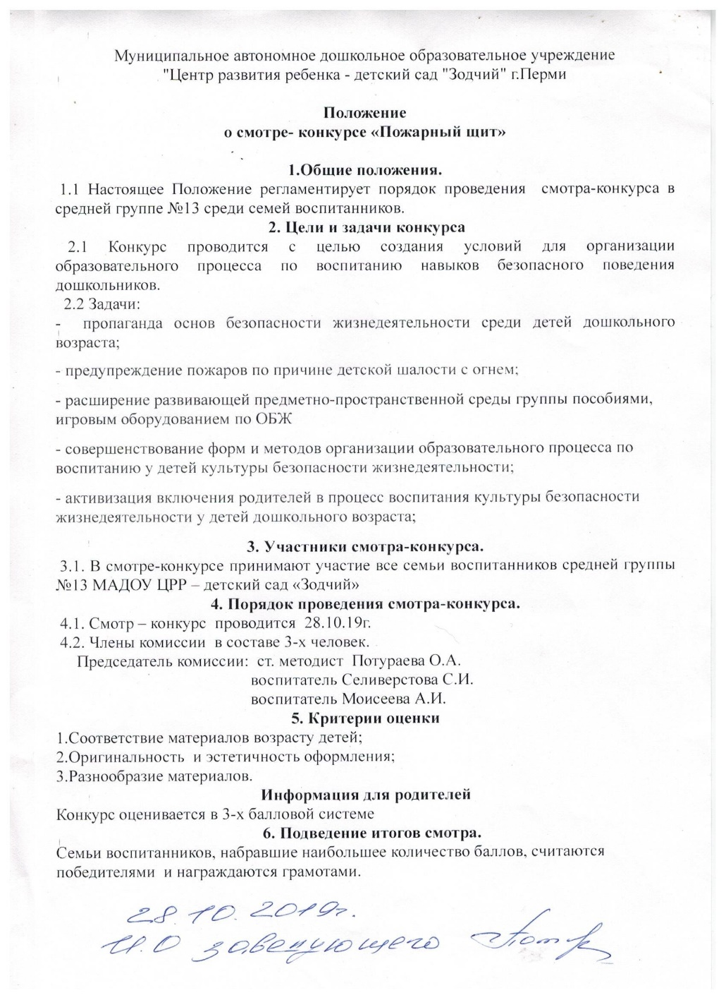 Муниципальное автономное дошкольное образовательное учреждение
"Центр развития ребенка - детский сад "Зодчий" г.Перми
Положение
о смотре- конкурсе «Пожарный щит»
1.Общие положения.
1.1 Настоящее Положение регламентирует порядок проведения смотра-конкурса в
средней группе №13 среди семей воспитанников.
2. Цели и задачи конкурса
2.1 Конкурс проводится с целью создания условий для организации
образовательного процесса по воспитанию навыков безопасного поведения
дошкольников.
2.2 Задачи:
- пропаганда основ безопасности жизнедеятельности среди детей дошкольного
возраста;
- предупреждение пожаров по причине детской шалости с огнем;
- расширение развивающей предметно-пространственной среды группы пособиями,
игровым оборудованием по ОБЖ
- совершенствование форм и методов организации образовательного процесса по
воспитанию у детей культуры безопасности жизнедеятельности;
- активизация включения родителей в процесс воспитания культуры безопасности
жизнедеятельности у детей дошкольного возраста;
3. Участники смотра-конкурса.
3.1. В смотре-конкурсе принимают участие все семьи воспитанников средней группы
№13 МАДОУ ЦРР – детский сад «Зодчий»
4. Порядок проведения смотра-конкурса.
4.1. Смотр – конкурс проводится 28.10.19г.
4.2. Члены комиссии в составе 3-х человек.
Председатель комиссии: ст. методист Потураева О.А.
воспитатель Селиверстова С.И.
воспитатель Моисеева А.И.
5. Критерии оценки
1.Соответствие материалов возрасту детей;
2.Оригинальность и эстетичность оформления;
3.Разнообразие материалов.
Информация для родителей
Конкурс оценивается в 3-х балловой системе
6. Подведение итогов смотра.
Семьи воспитанников, набравшие наибольшее количество баллов, считаются
победителями и награждаются грамотами.
28.10.2019г.
И.О заведующего